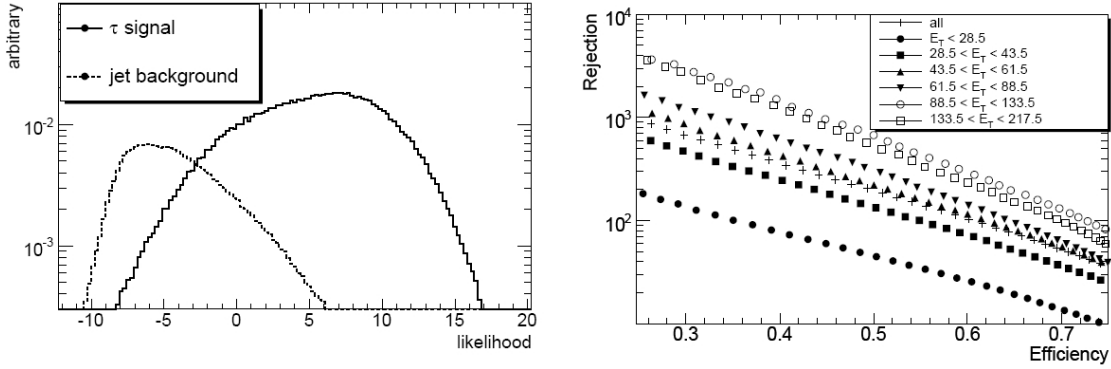 arbitrary
τ signal
jet background
10⁻²
10⁻³
-10 -5 0 5 10 15 20
likelihood
Rejection
10⁴
10³
10²
all
E_T < 28.5
28.5 < E_T < 43.5
43.5 < E_T < 61.5
61.5 < E_T < 88.5
88.5 < E_T < 133.5
133.5 < E_T < 217.5
0.3 0.4 0.5 0.6 0.7
Efficiency